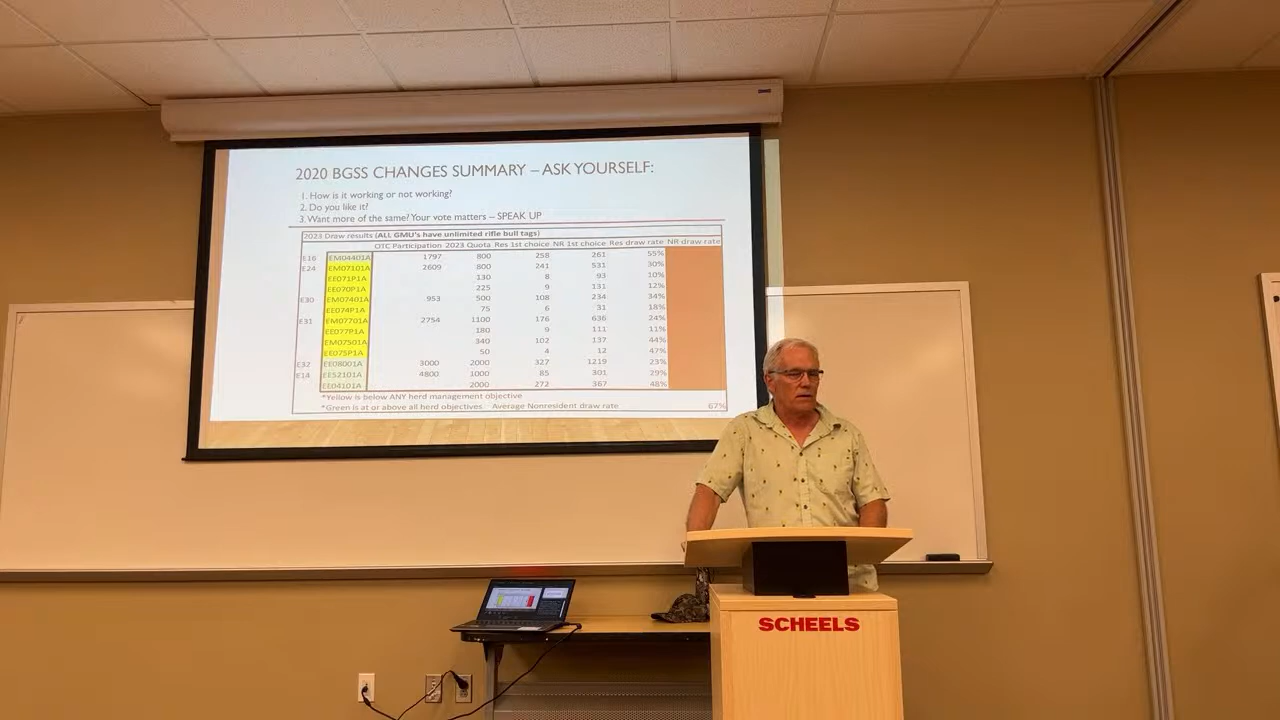 2020 BGSS CHANGES SUMMARY – ASK YOURSELF:
1. How is it working or not working?
2. Do you like it?
3. Want more of the same? Your vote matters – SPEAK UP
2023 Draw results (ALL GMU's have unlimited rifle bull tags)
OTC Participation 2023 Quota Res 1st choice NR 1st choice Res draw rate NR draw rate
E16 EM04401A 1797 800 258 261 55%
E24 EM07101A 2609 800 241 531 30%
EE071P1A 130 8 93 10%
EE070P1A 225 9 131 12%
E30 EM07401A 953 500 108 234 34%
EE074P1A 75 6 31 18%
E31 EM07701A 2754 1100 176 636 24%
EE077P1A 180 9 111 11%
EM07501A 340 102 137 44%
EE075P1A 50 4 12 47%
E32 EE08001A 3000 2000 327 1219 23%
E14 EE52101A 4800 1000 85 301 29%
EE04101A 2000 272 367 48%
*Yellow is below ANY herd management objective
*Green is at or above all herd objectives Average Nonresident draw rate 67%
SCHEELS